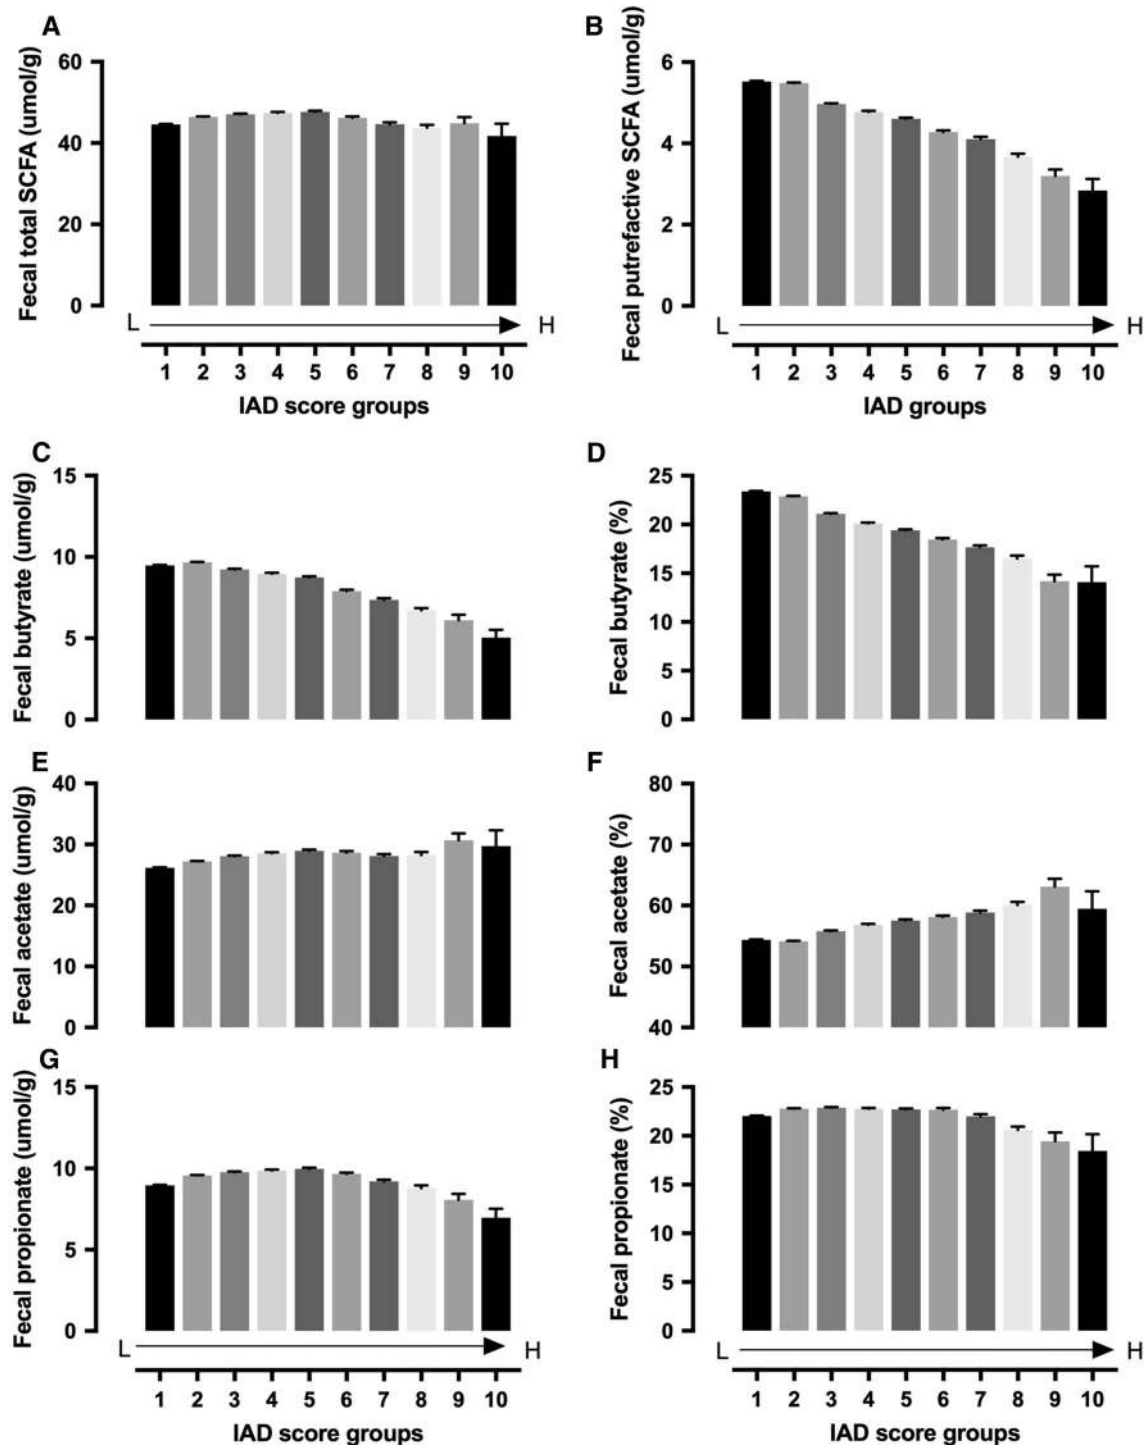 A
Fecal total SCFA (umol/g)
60
40
20
0
L
H
1 2 3 4 5 6 7 8 9 10
IAD score groups
B
Fecal putrefactive SCFA (umol/g)
6
4
2
0
L
H
1 2 3 4 5 6 7 8 9 10
IAD groups
C
Fecal butyrate (umol/g)
15
10
5
0
D
Fecal butyrate (%)
25
20
15
10
5
0
E
Fecal acetate (umol/g)
40
30
20
10
0
F
Fecal acetate (%)
80
70
60
50
40
G
Fecal propionate (umol/g)
15
10
5
0
L
H
1 2 3 4 5 6 7 8 9 10
IAD score groups
H
Fecal propionate (%)
25
20
15
10
5
0
L
H
1 2 3 4 5 6 7 8 9 10
IAD score groups